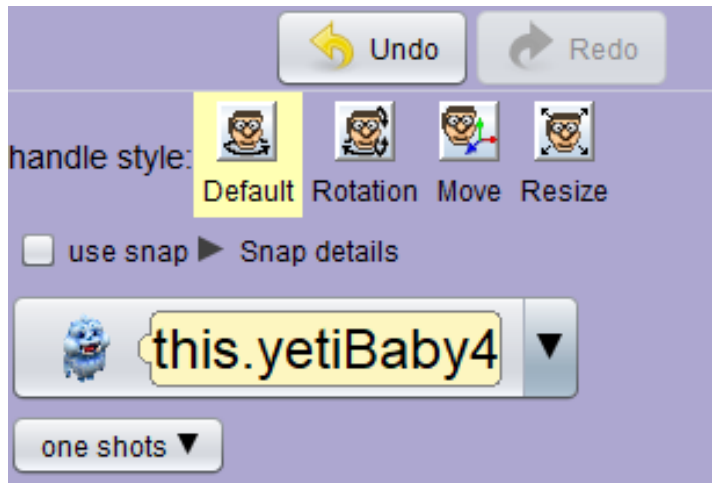 Undo Redo
handle style: Default Rotation Move Resize
use snap Snap details
this.yetiBaby4
one shots